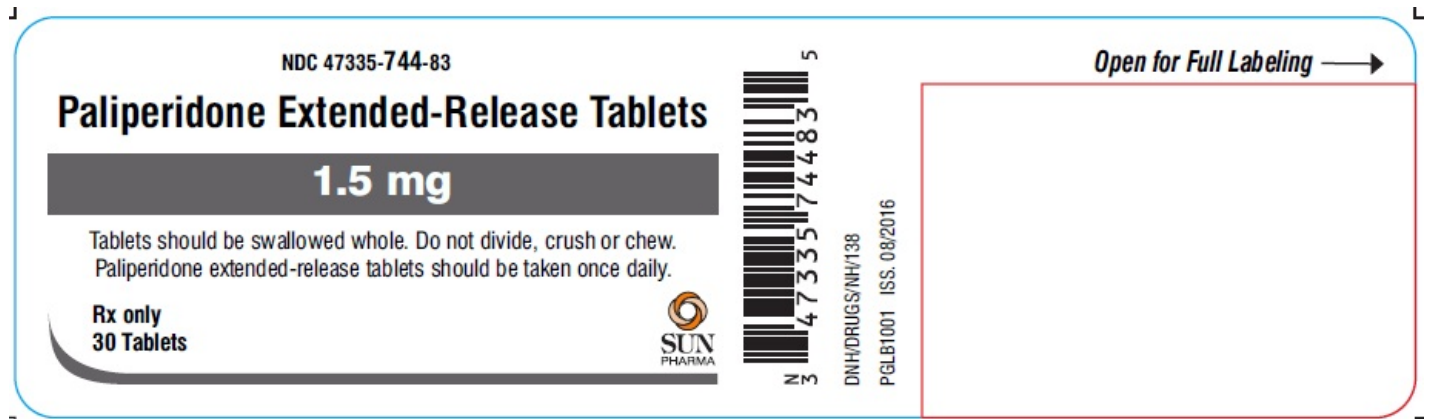 NDC 47335-744-83
Paliperidone Extended-Release Tablets
1.5 mg
Tablets should be swallowed whole. Do not divide, crush or chew.
Paliperidone extended-release tablets should be taken once daily.
Rx only
30 Tablets
SUN
PHARMA
N
3 47335 74483 5
DNH/DRUGS/NH/138
PGLB1001 ISS. 08/2016
Open for Full Labeling